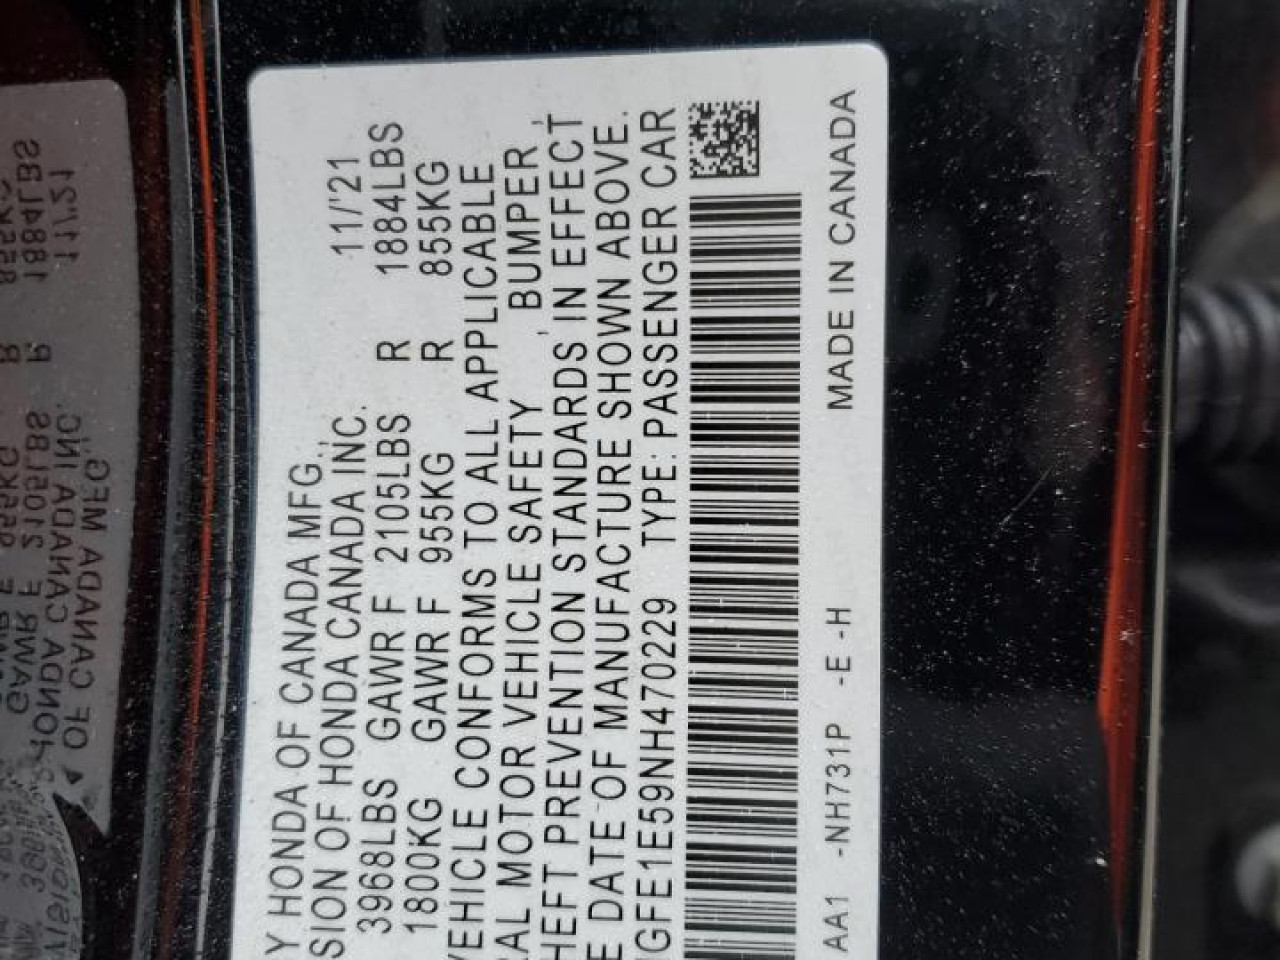 Y HONDA OF CANADA MFG.,
SION OF HONDA CANADA INC. 11/'21
3968LBS GAWR F 2105LBS R 1884LBS
1800KG GAWR F 955KG R 855KG
VEHICLE CONFORMS TO ALL APPLICABLE
RAL MOTOR VEHICLE SAFETY , BUMPER ,
HEFT PREVENTION STANDARDS IN EFFECT
E DATE OF MANUFACTURE SHOWN ABOVE.
HGFE1E59NH4702229 TYPE: PASSENGER CAR
AA1 -NH731P -E -H MADE IN CANADA